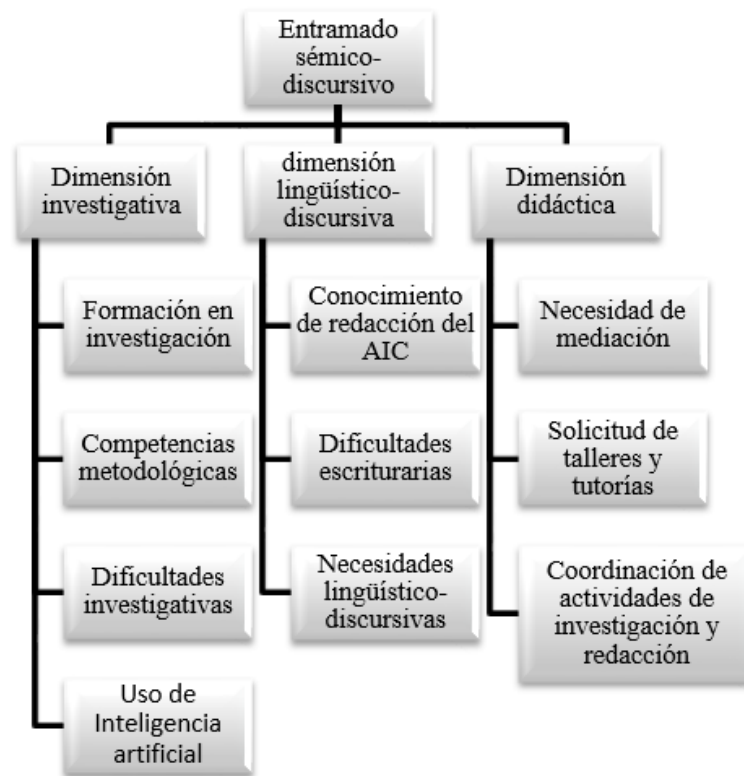 Entramado
sémico-
discursivo
Dimensión
investigativa
dimensión
lingüístico-
discursiva
Dimensión
didáctica
Formación en
investigación
Competencias
metodológicas
Dificultades
investigativas
Uso de
Inteligencia
artificial
Conocimiento
de redacción del
AIC
Dificultades
escriturarias
Necesidades
lingüístico-
discursivas
Necesidad de
mediación
Solicitud de
talleres y
tutorías
Coordinación de
actividades de
investigación y
redacción